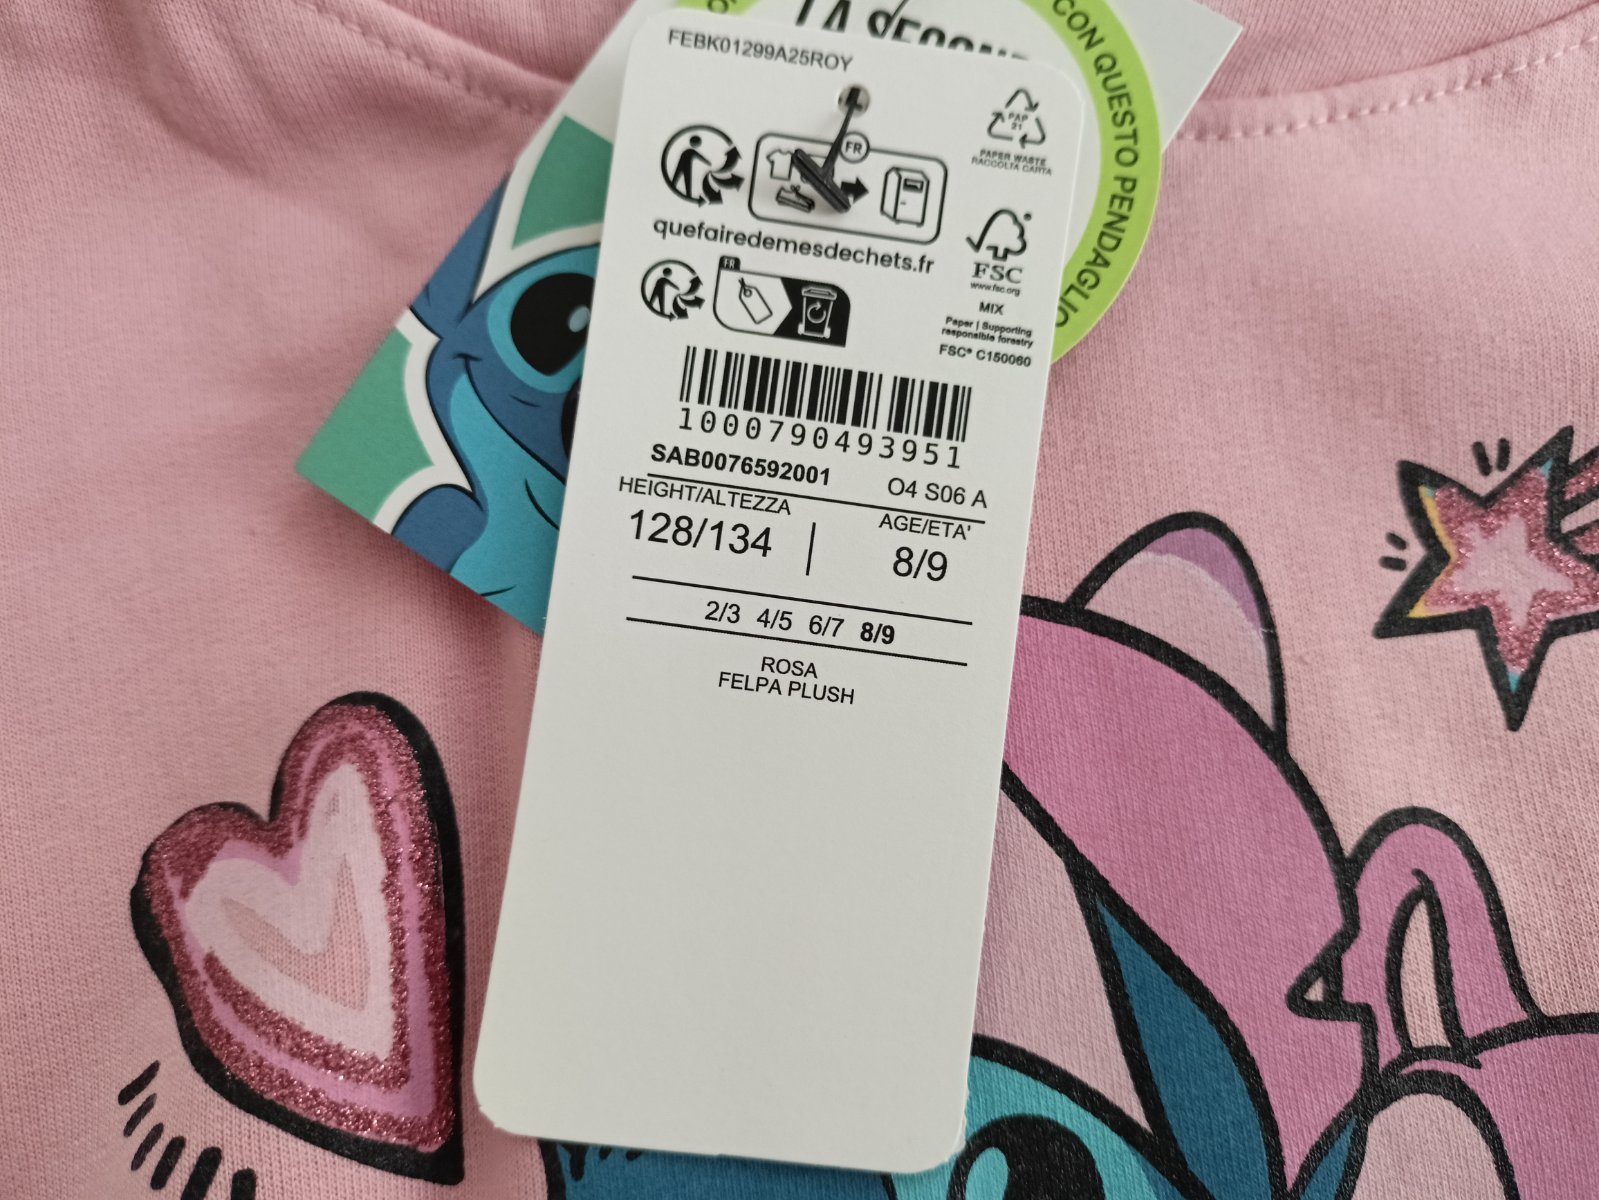 LA
CON QUESTO PENDAGLIO
FEBK01299A25ROY
PAP
21
PAPER WASTE
RACCOLTA CARTA
FR
quefairedemesdechets.fr
FR
FSC
www.fsc.org
MIX
Paper | Supporting
responsible forestry
FSC® C150060
1000790493951
SAB0076592001 O4 S06 A
HEIGHT/ALTEZZA AGE/ETA'
128/134 8/9
2/3 4/5 6/7 8/9
ROSA
FELPA PLUSH